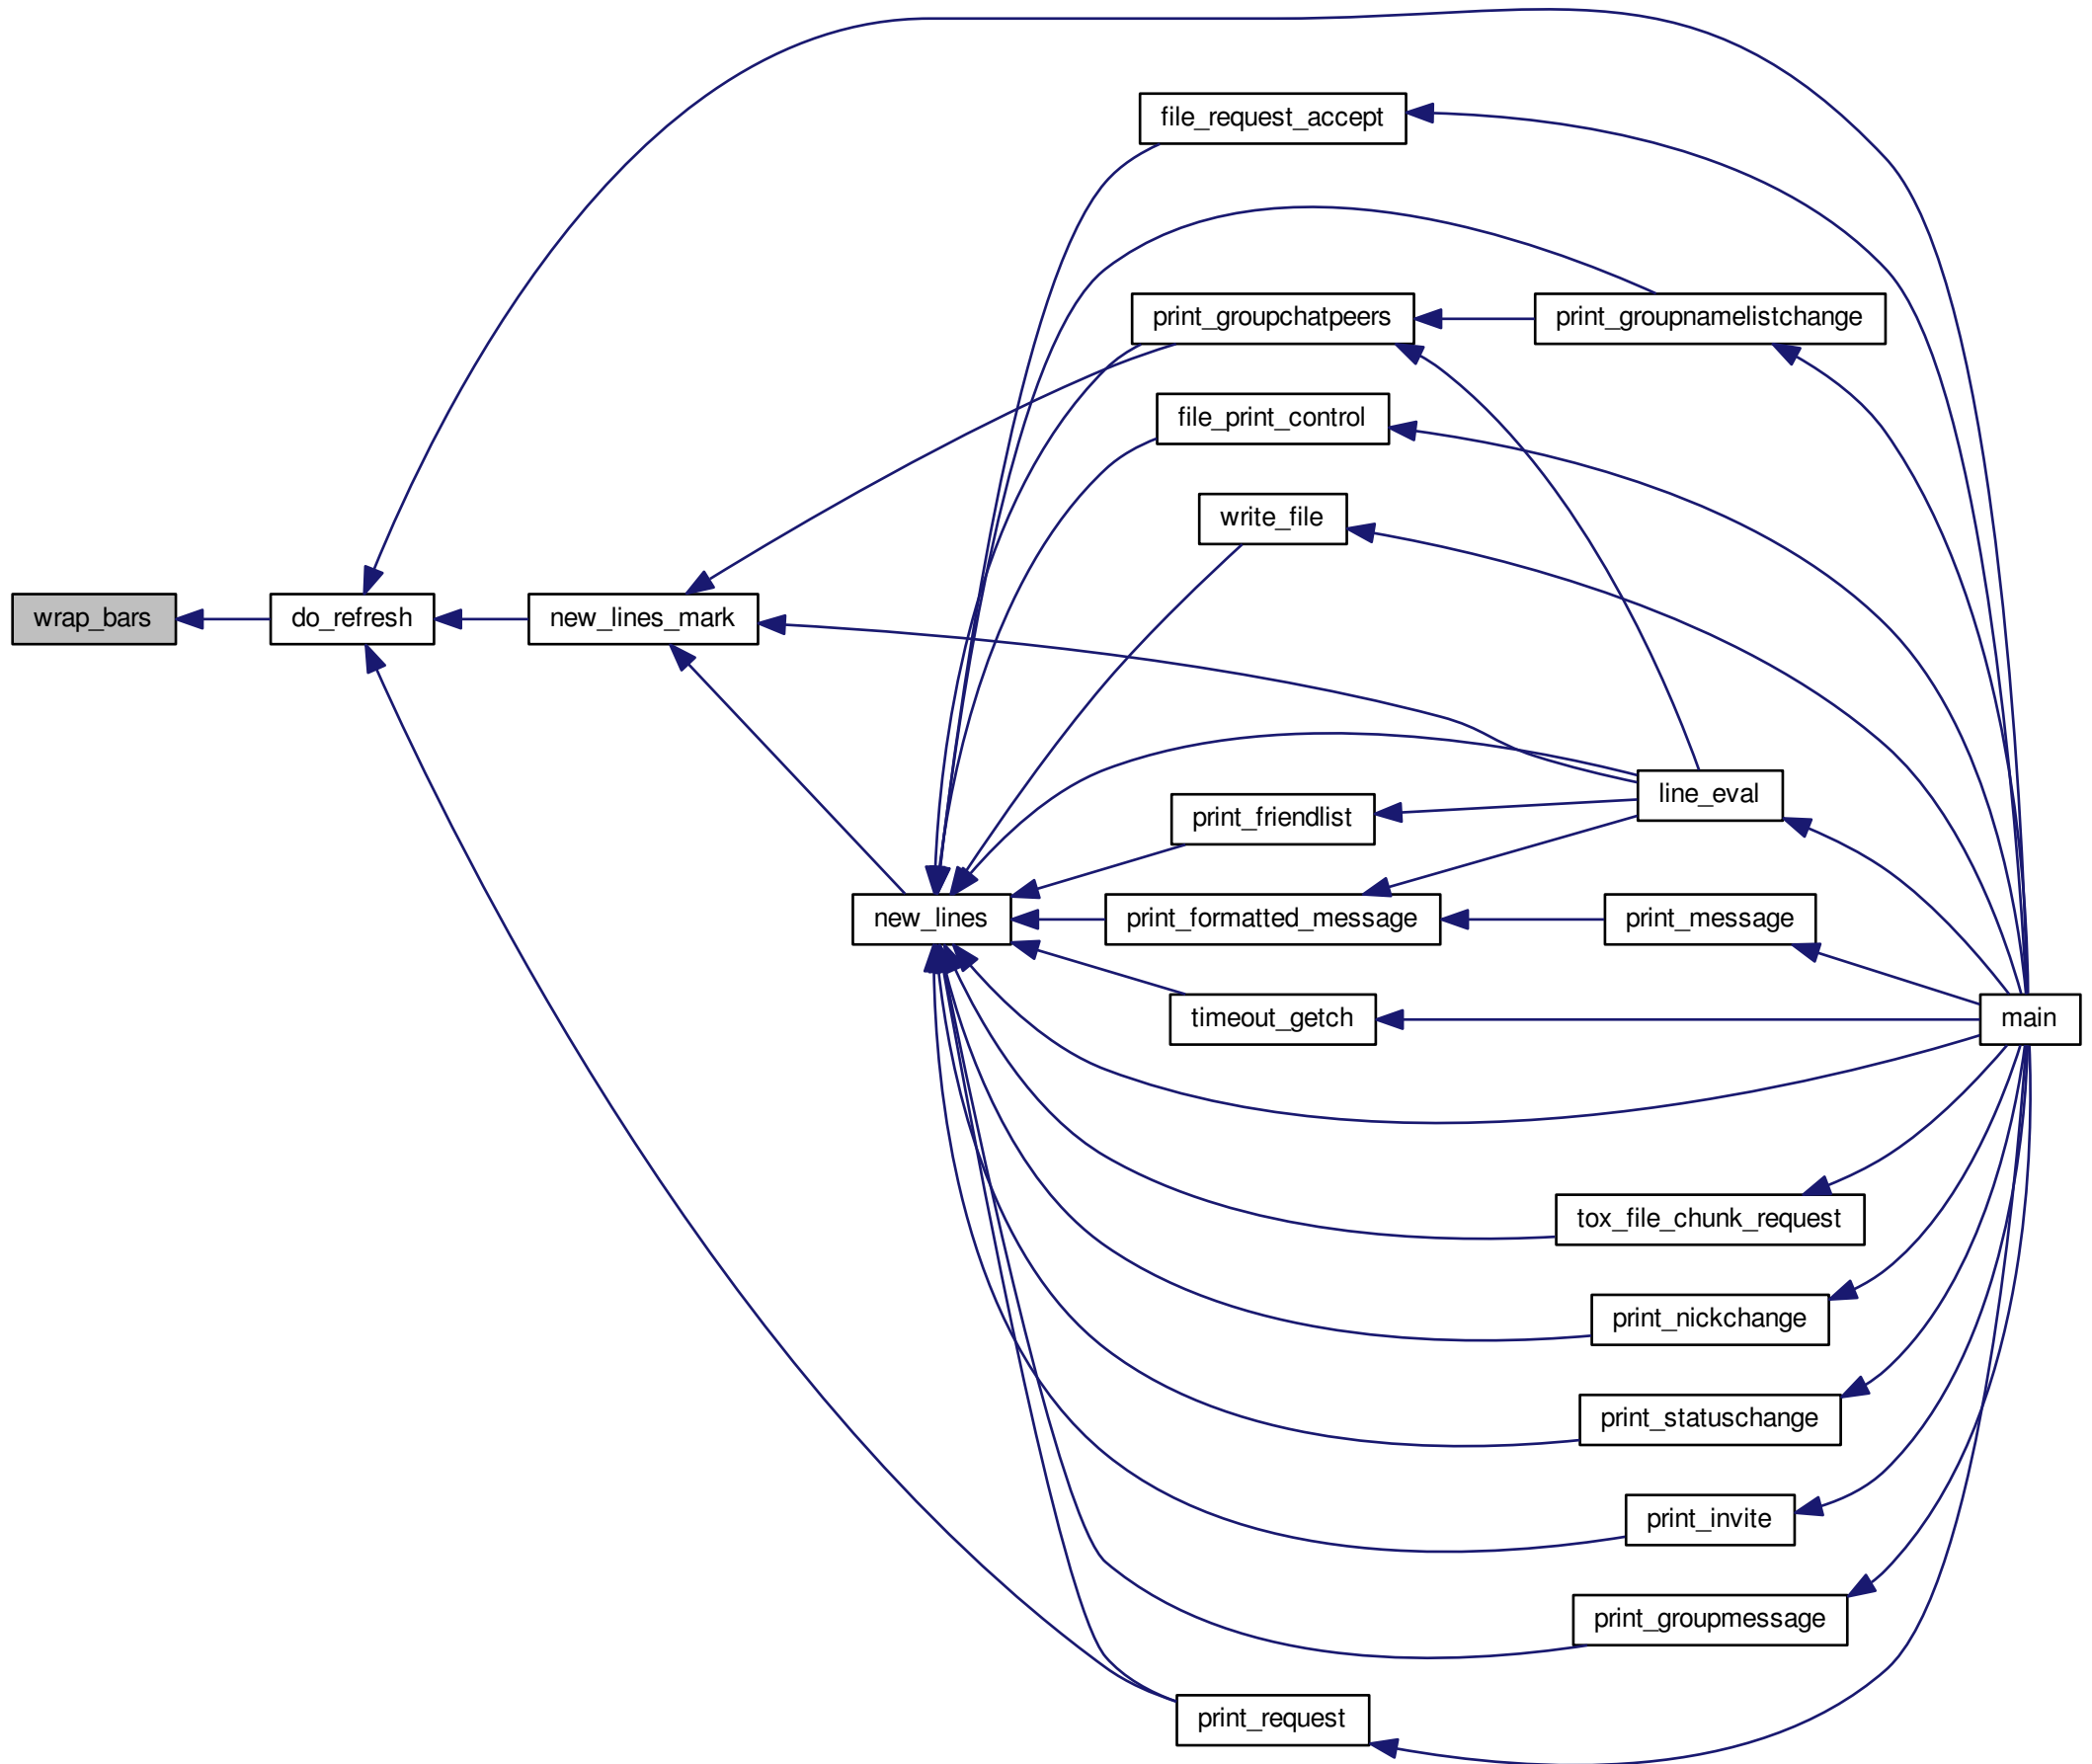 file_request_accept
print_groupchatpeers
print_groupnamelistchange
file_print_control
write_file
wrap_bars
do_refresh
new_lines_mark
line_eval
print_friendlist
new_lines
print_formatted_message
print_message
timeout_getch
main
tox_file_chunk_request
print_nickchange
print_statuschange
print_invite
print_groupmessage
print_request